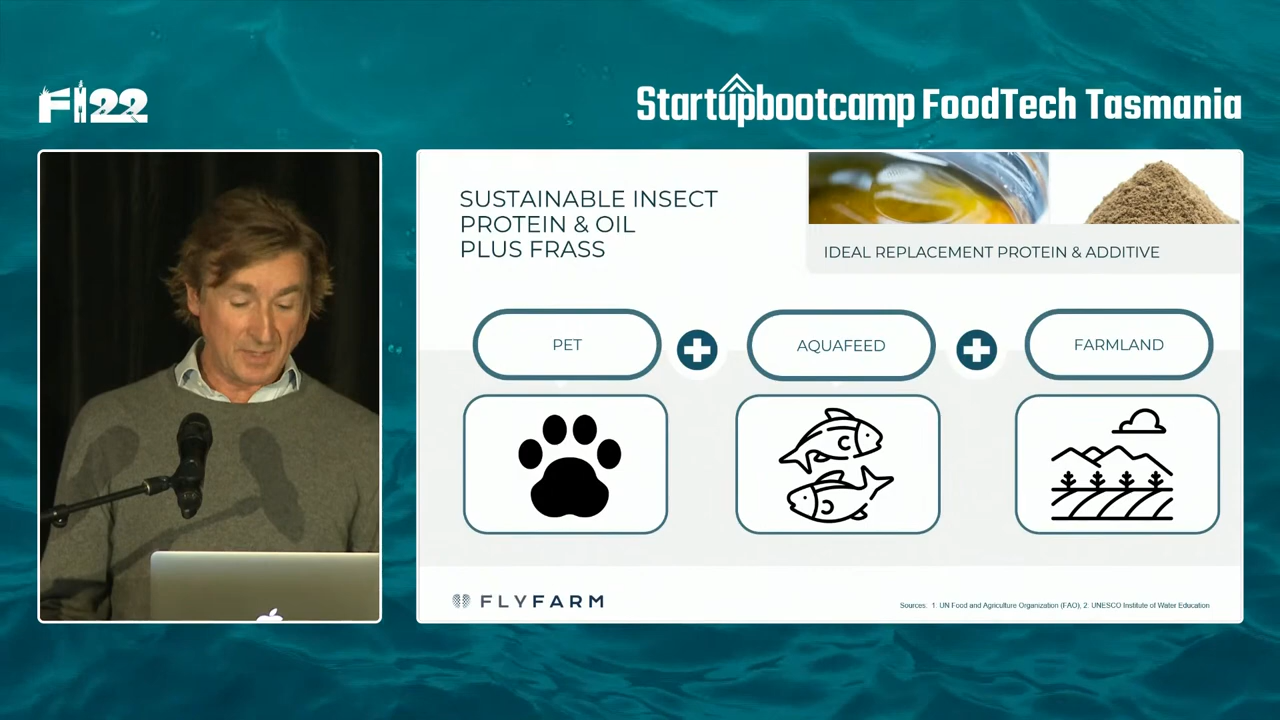 FI22
Startupbootcamp FoodTech Tasmania
SUSTAINABLE INSECT
PROTEIN & OIL
PLUS FRASS
IDEAL REPLACEMENT PROTEIN & ADDITIVE
PET
AQUAFEED
FARMLAND
FLYFARM
Sources. 1. UN Food and Agriculture Organization (FAO), 2. UNESCO Institute of Water Education